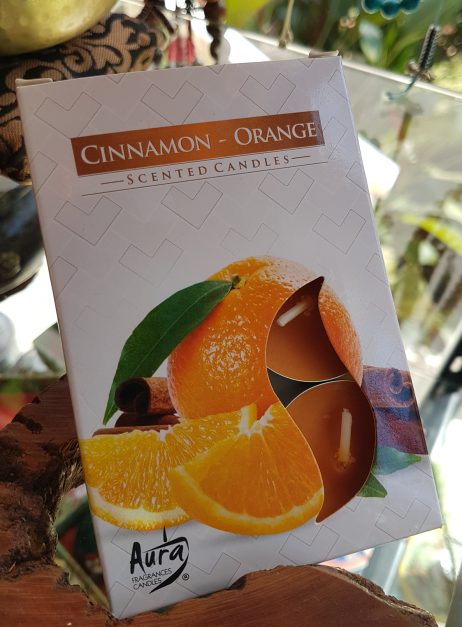 CINNAMON - ORANGE
SCENTED CANDLES
Aura
FRAGRANCES
CANDLES
®